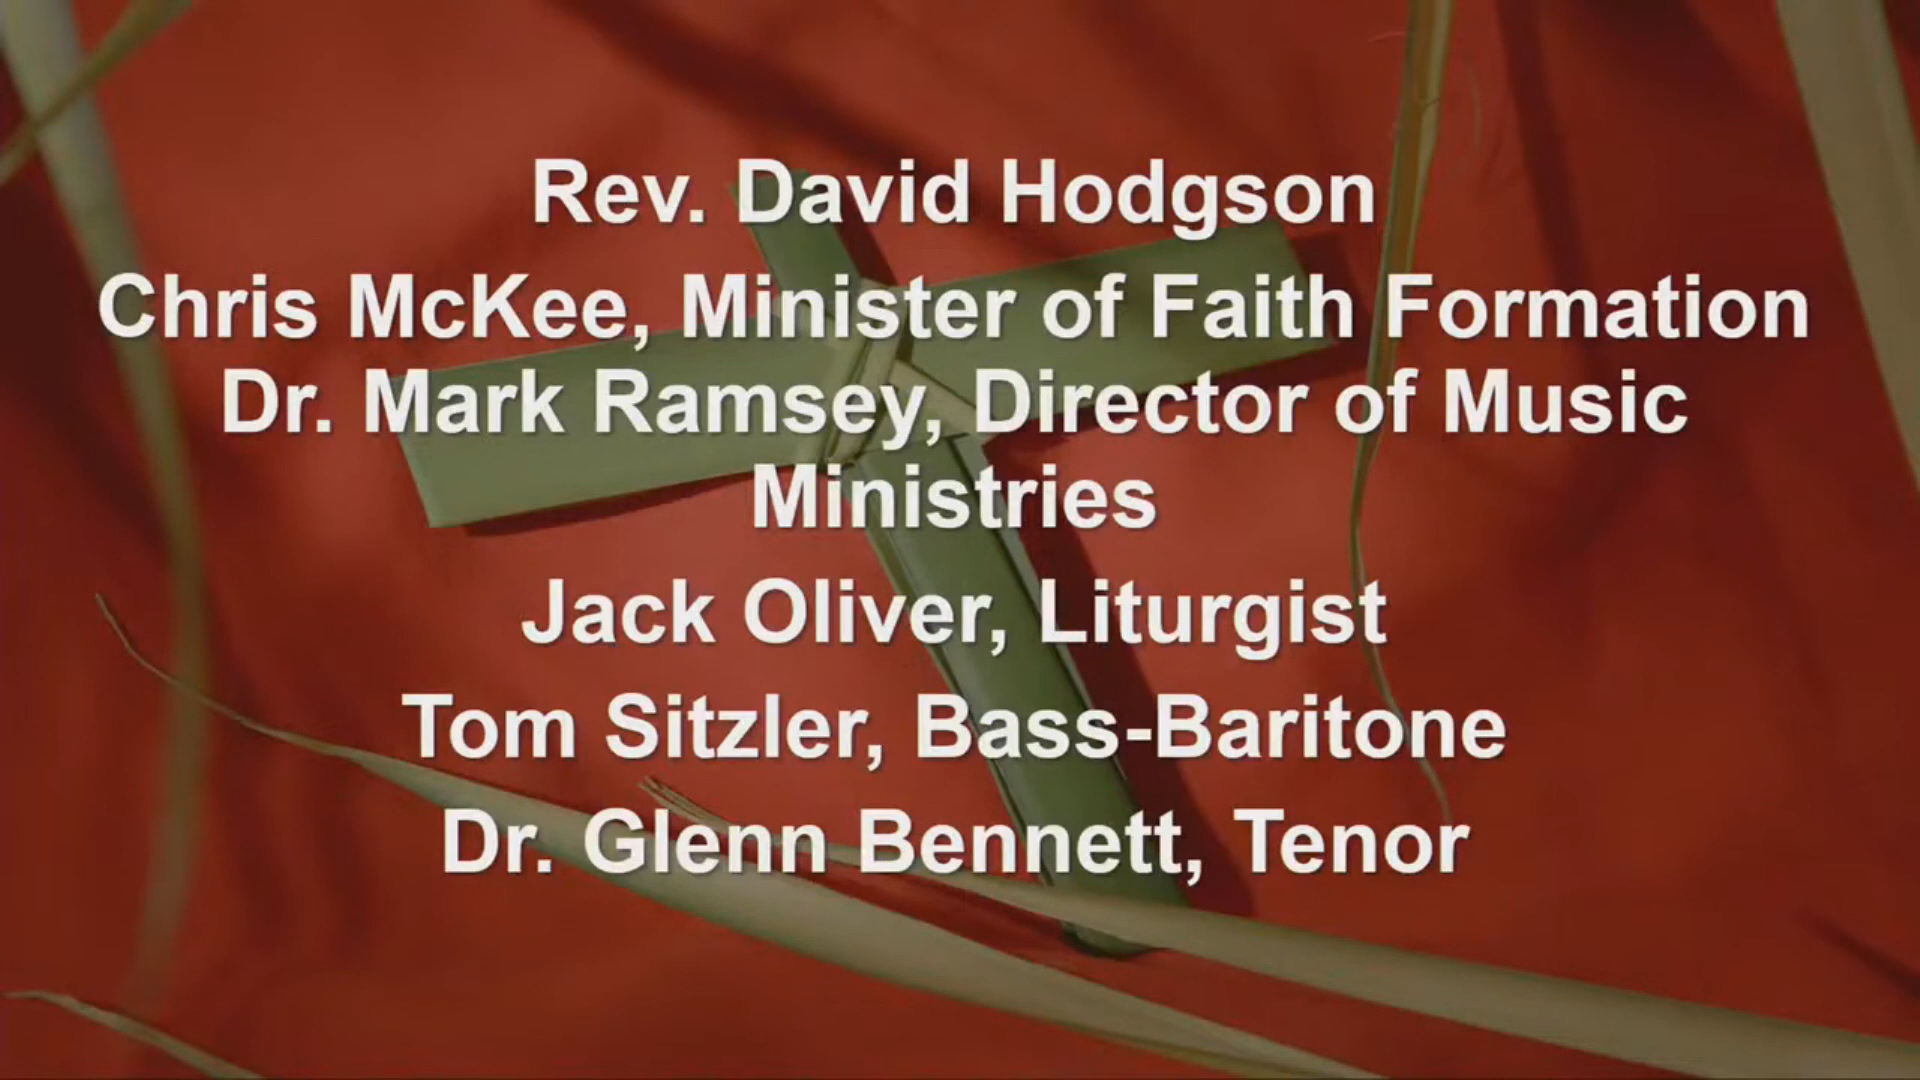 Rev. David Hodgson
Chris McKee, Minister of Faith Formation
Dr. Mark Ramsey, Director of Music
Ministries
Jack Oliver, Liturgist
Tom Sitzler, Bass-Baritone
Dr. Glenn Bennett, Tenor